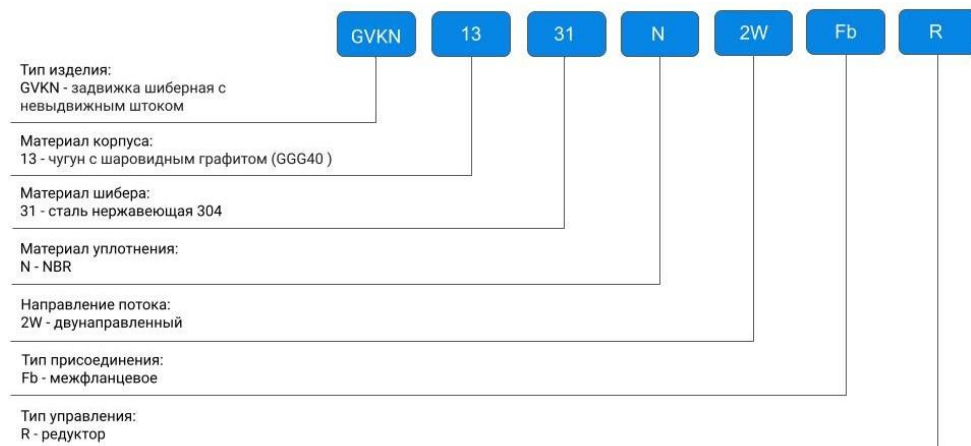 GVKN 13 31 N 2W Fb R
Тип изделия:
GVKN - задвижка шиберная с
невыдвижным штоком
Материал корпуса:
13 - чугун с шаровидным графитом (GGG40 )
Материал шибера:
31 - сталь нержавеющая 304
Материал уплотнения:
N - NBR
Направление потока:
2W - двунаправленный
Тип присоединения:
Fb - межфланцевое
Тип управления:
R - редуктор